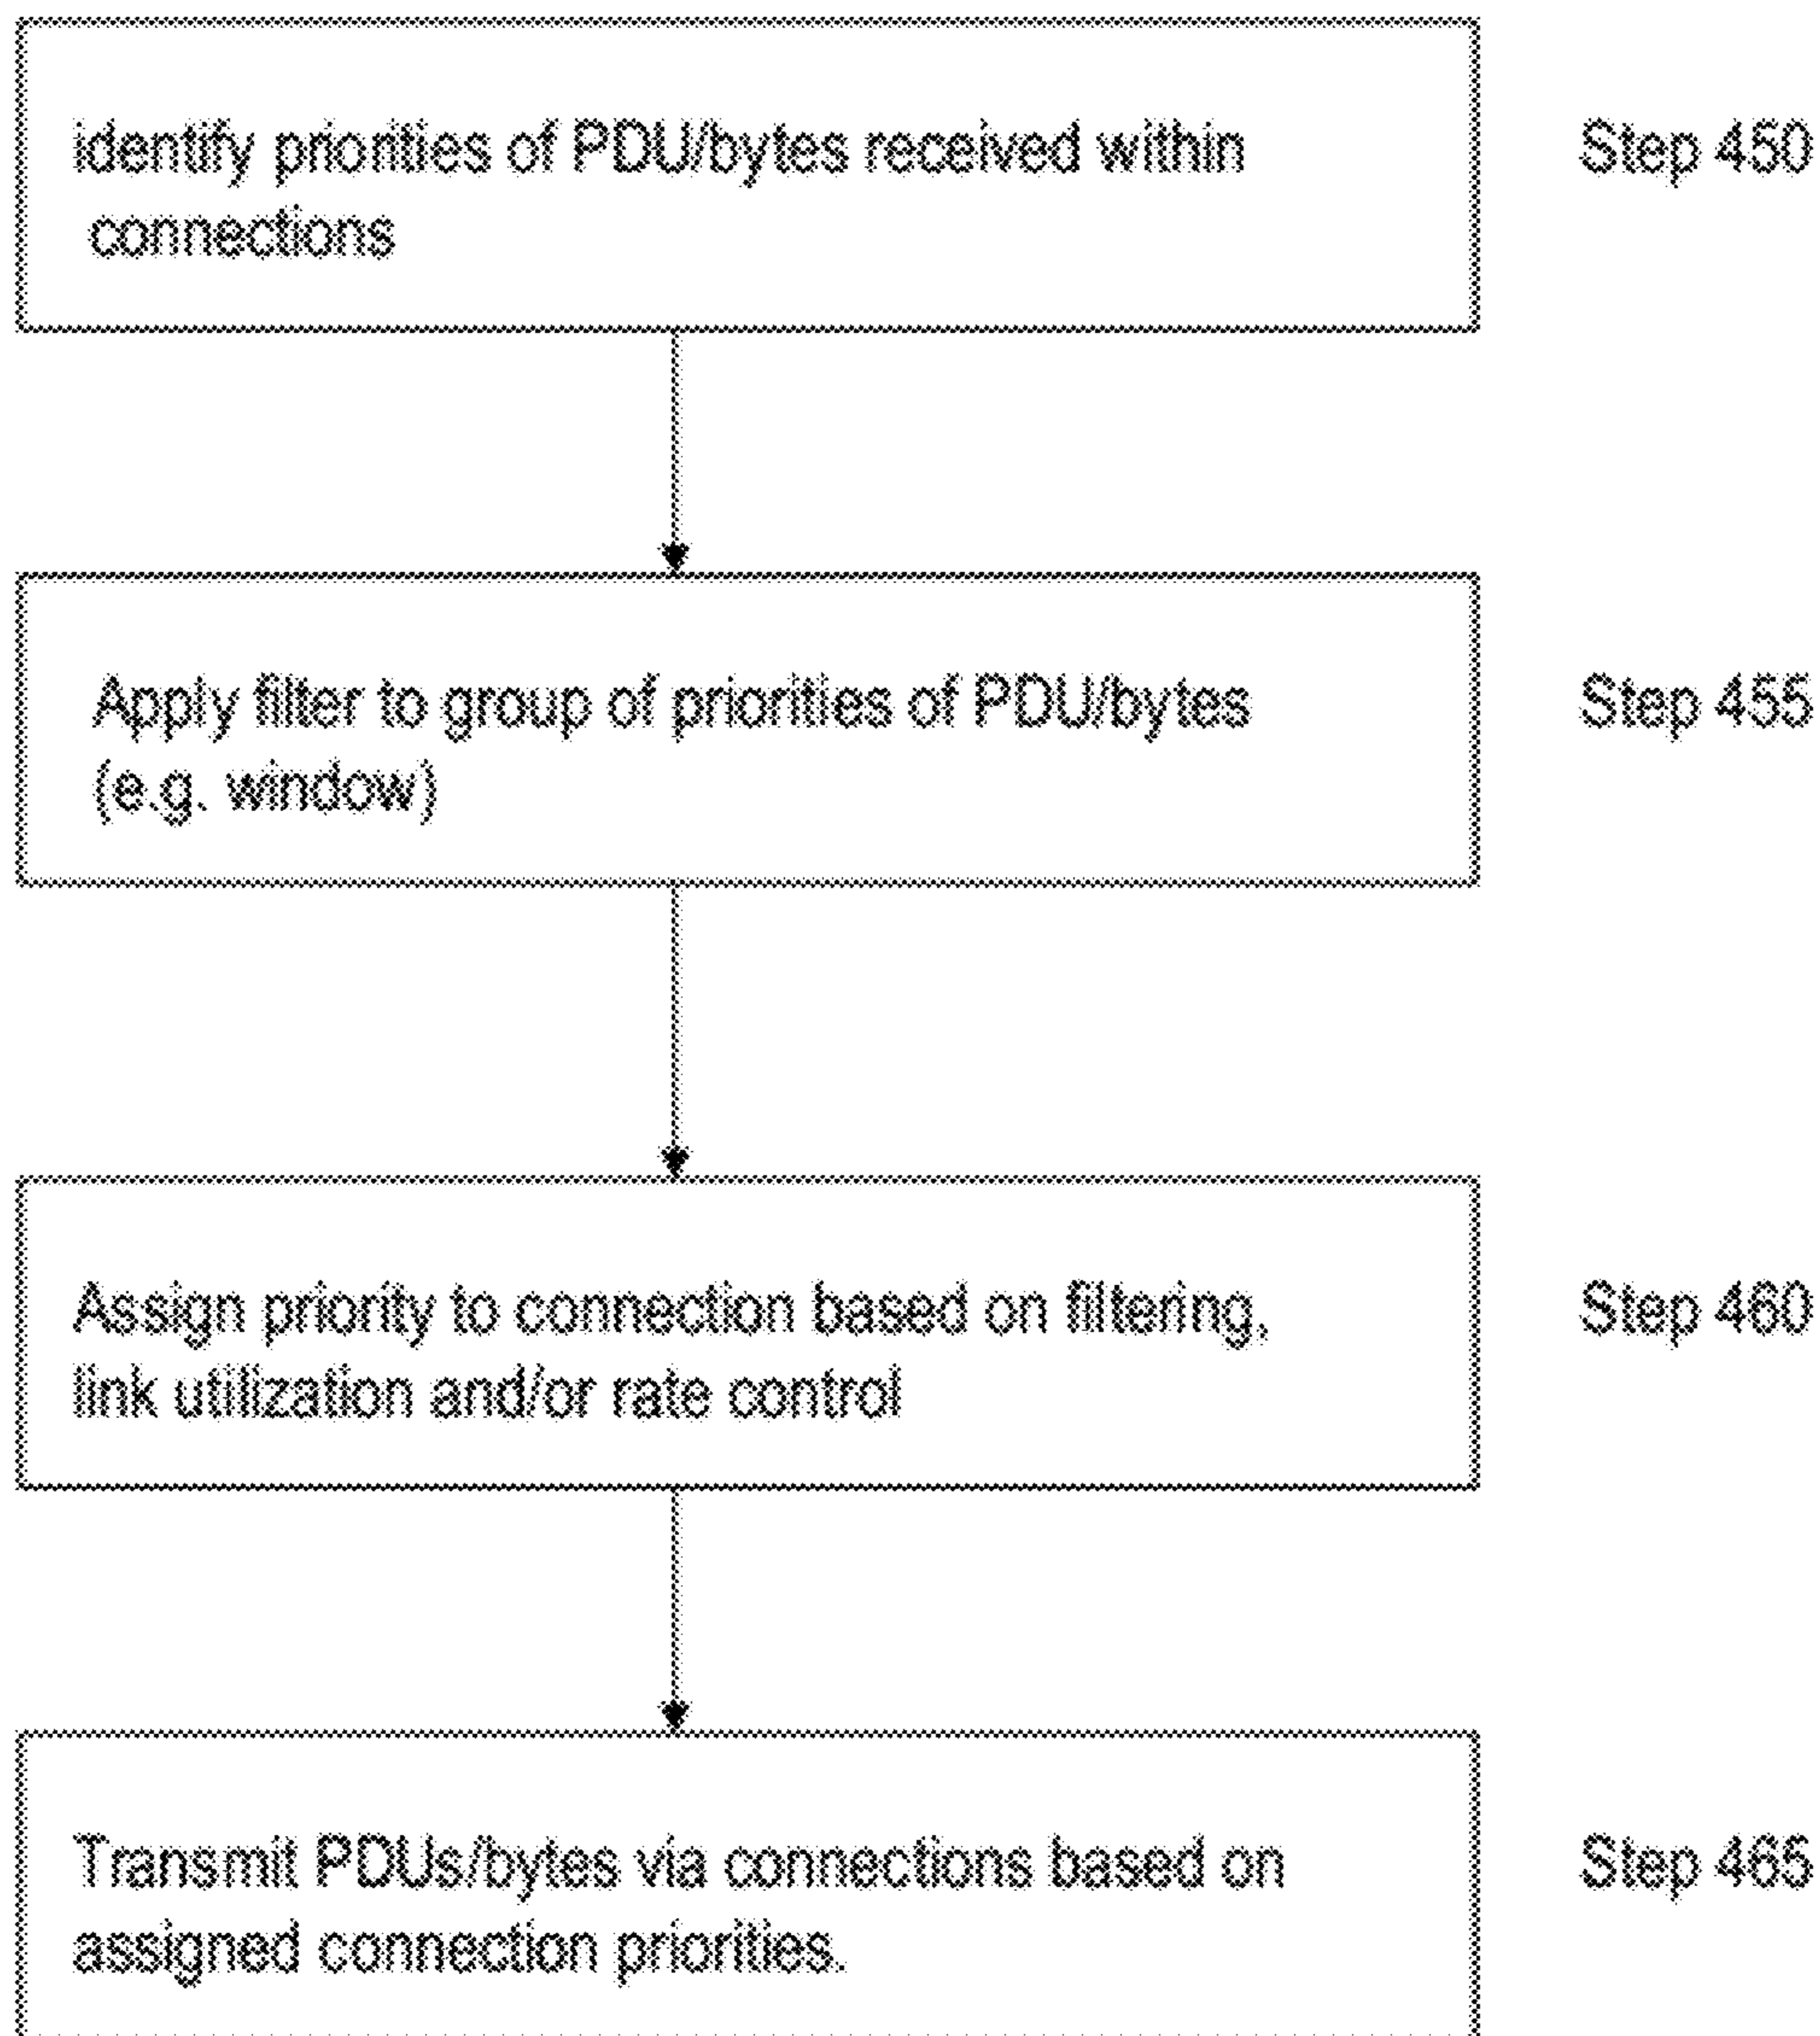 identify priorities of PDU/bytes received within
connections
Step 450
Apply filter to group of priorities of PDU/bytes
(e.g. window)
Step 455
Assign priority to connection based on filtering,
link utilization and/or rate control
Step 460
Transmit PDUs/bytes via connections based on
assigned connection priorities.
Step 465